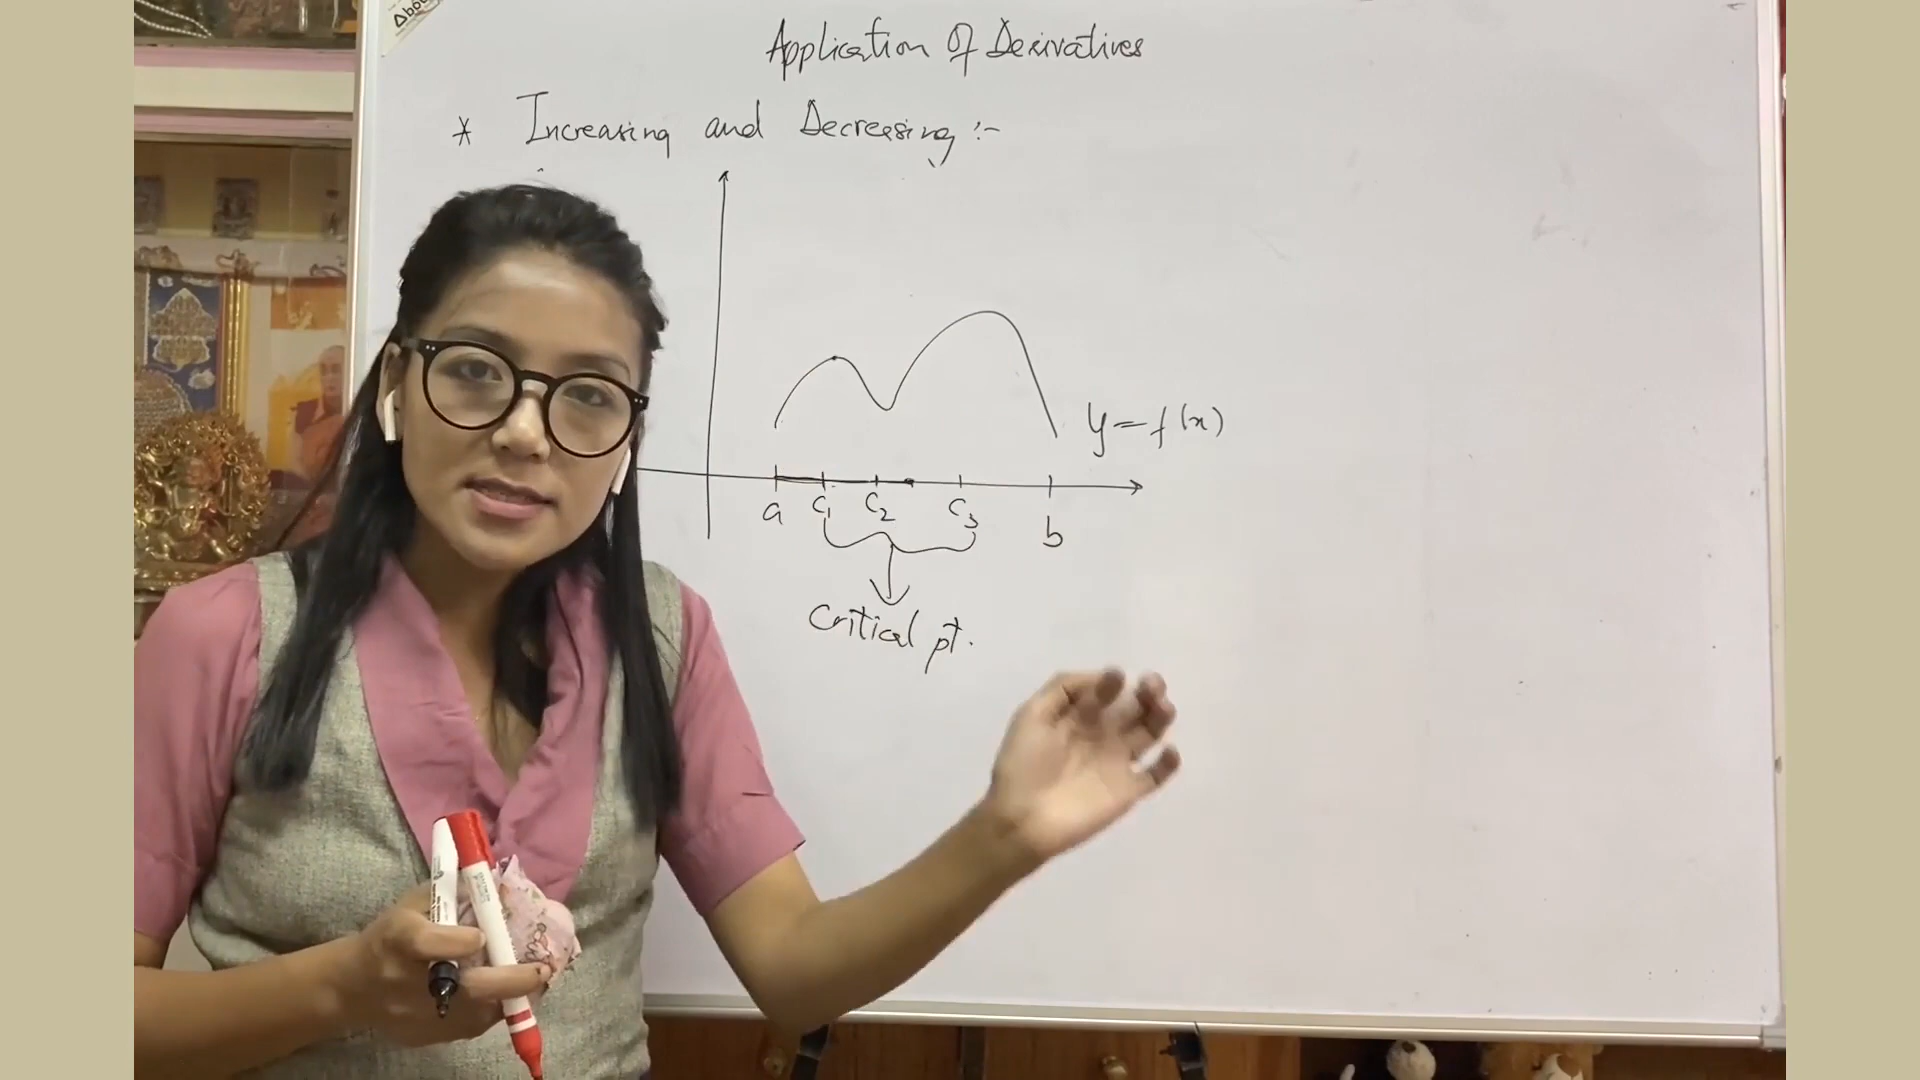 Application Of Derivatives
* Increasing and Decreasing :-
y = f(x)
a c₁ c₂ c₃ b
Critical pt.